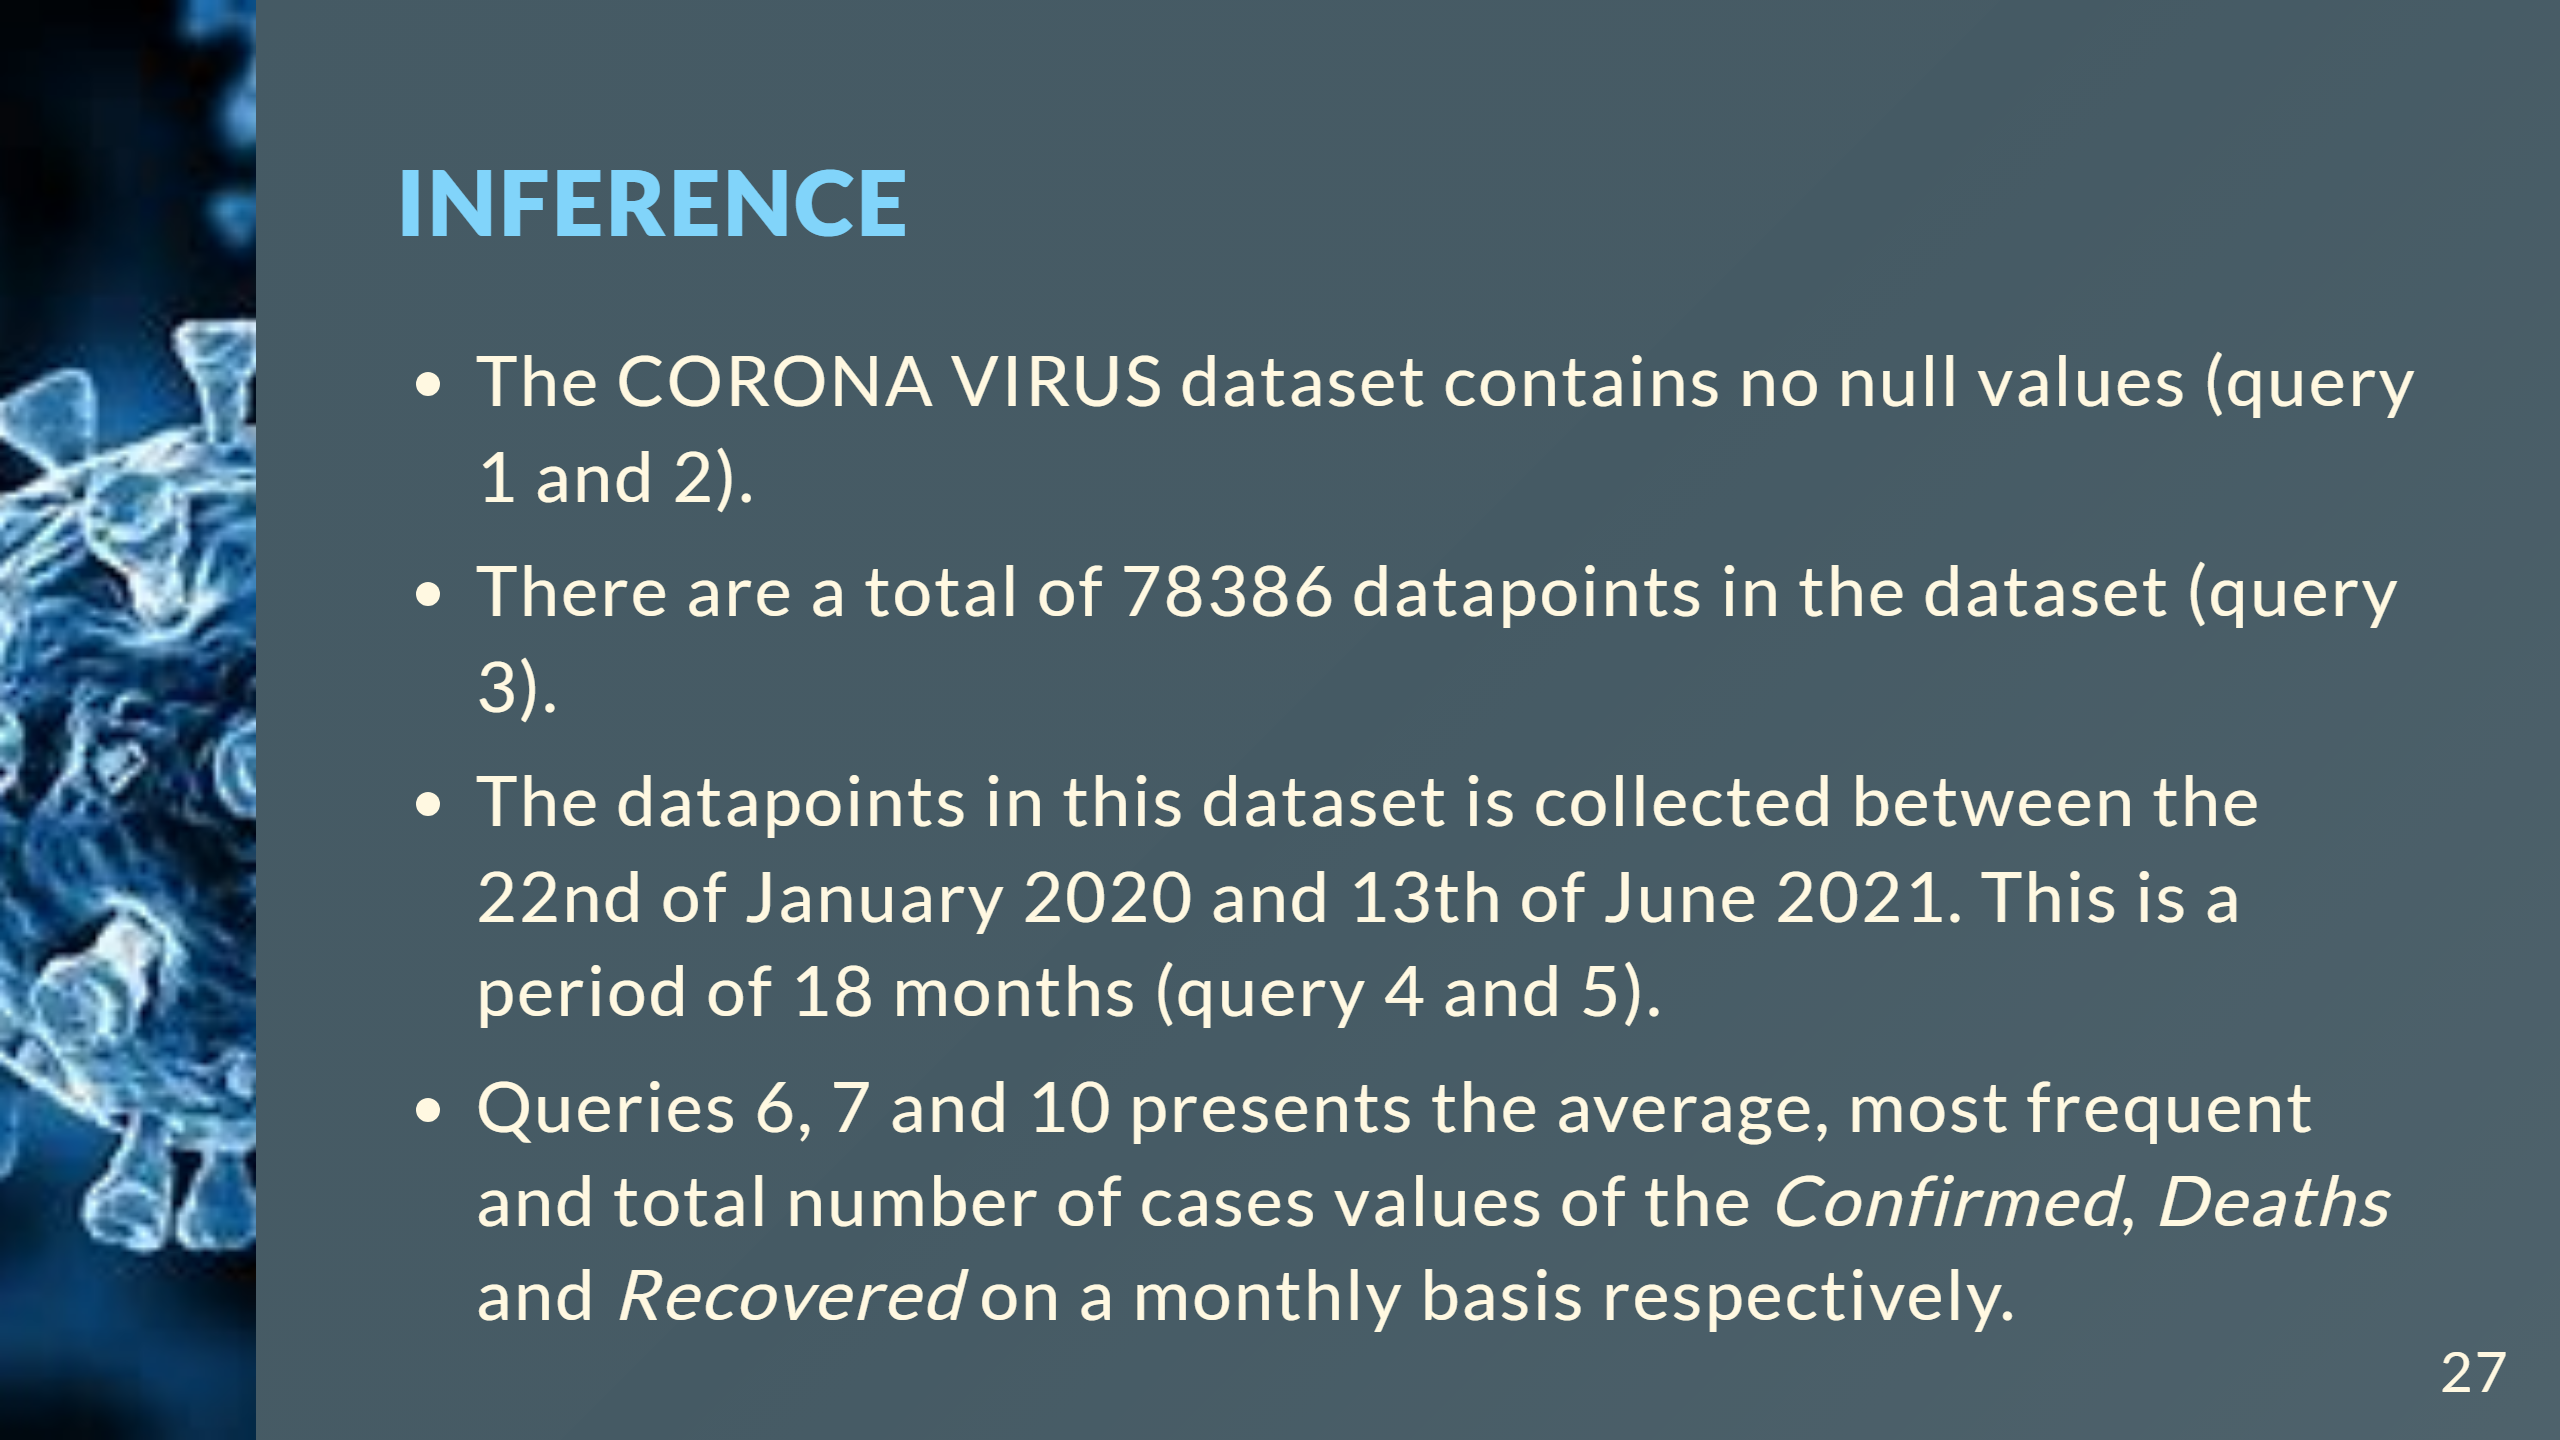 INFERENCE
• The CORONA VIRUS dataset contains no null values (query
1 and 2).
• There are a total of 78386 datapoints in the dataset (query
3).
• The datapoints in this dataset is collected between the
22nd of January 2020 and 13th of June 2021. This is a
period of 18 months (query 4 and 5).
• Queries 6, 7 and 10 presents the average, most frequent
and total number of cases values of the Confirmed, Deaths
and Recovered on a monthly basis respectively.
27